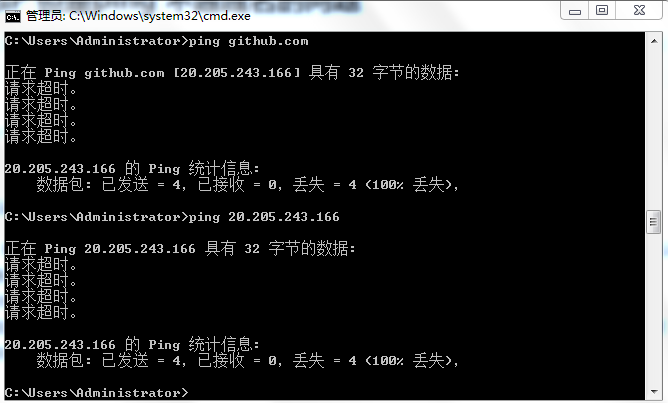 管理员: C:\Windows\system32\cmd.exe
C:\Users\Administrator>ping github.com
正在 Ping github.com [20.205.243.166] 具有 32 字节的数据:
请求超时。
请求超时。
请求超时。
请求超时。
20.205.243.166 的 Ping 统计信息:
数据包: 已发送 = 4，已接收 = 0，丢失 = 4 (100% 丢失)，
C:\Users\Administrator>ping 20.205.243.166
正在 Ping 20.205.243.166 具有 32 字节的数据:
请求超时。
请求超时。
请求超时。
请求超时。
20.205.243.166 的 Ping 统计信息:
数据包: 已发送 = 4，已接收 = 0，丢失 = 4 (100% 丢失)，
C:\Users\Administrator>